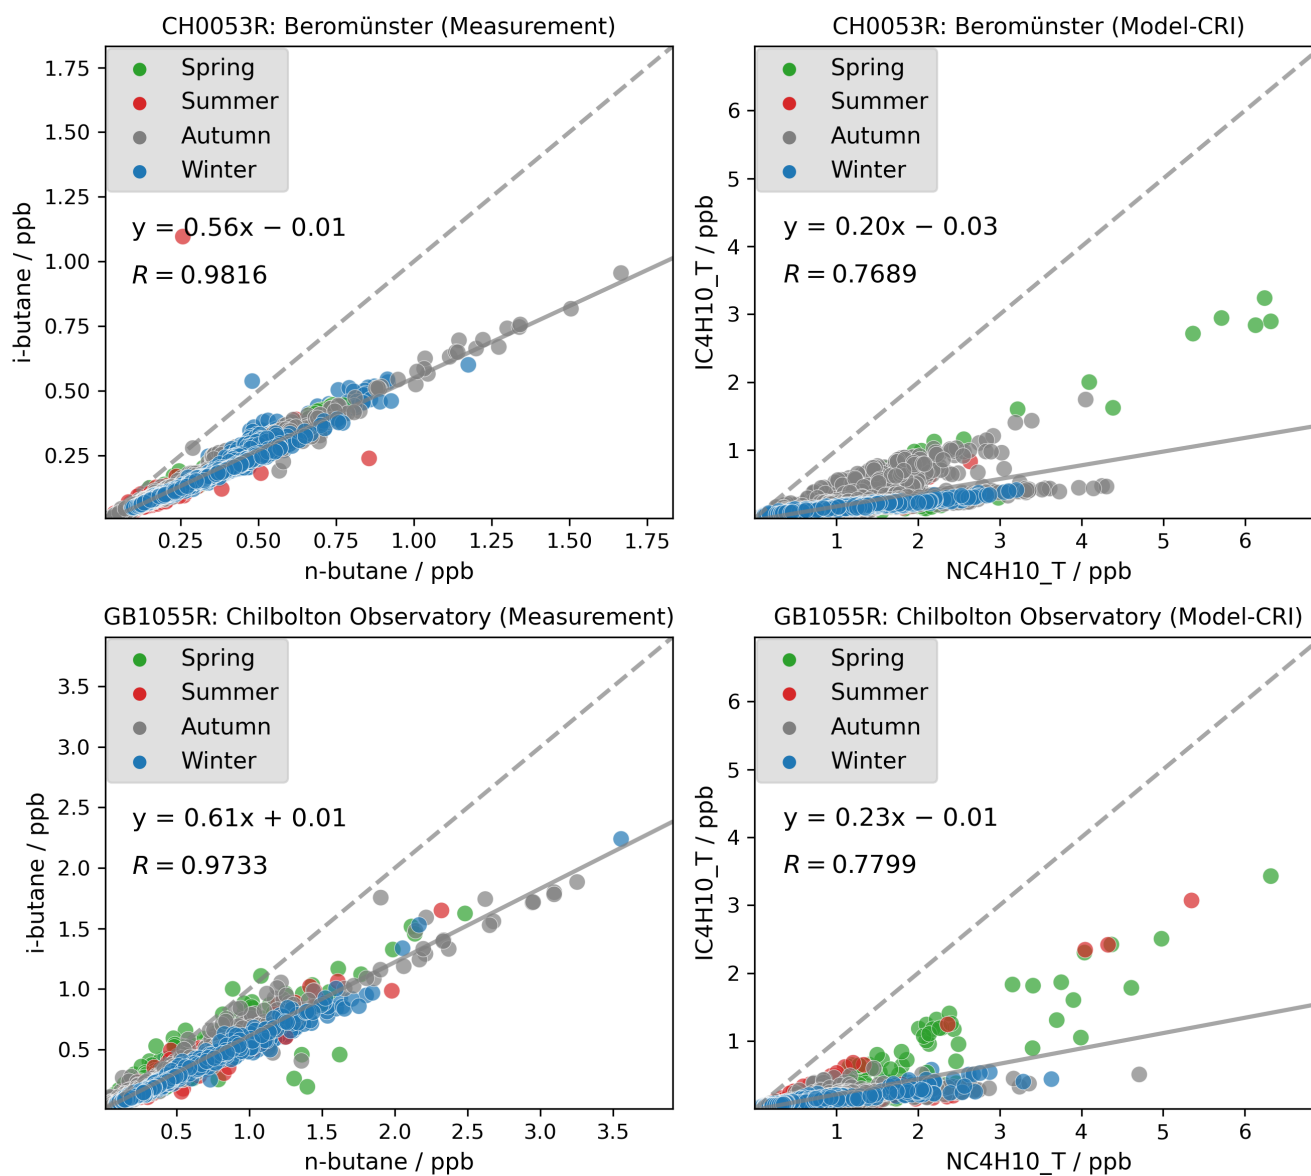 CH0053R: Beromünster (Measurement)
Spring
Summer
Autumn
Winter
y = 0.56x − 0.01
R = 0.9816
1.75
1.50
1.25
1.00
0.75
0.50
0.25
i-butane / ppb
0.25 0.50 0.75 1.00 1.25 1.50 1.75
n-butane / ppb
CH0053R: Beromünster (Model-CRI)
Spring
Summer
Autumn
Winter
y = 0.20x − 0.03
R = 0.7689
6
5
4
3
2
1
IC4H10_T / ppb
1 2 3 4 5 6
NC4H10_T / ppb
GB1055R: Chilbolton Observatory (Measurement)
Spring
Summer
Autumn
Winter
y = 0.61x + 0.01
R = 0.9733
3.5
3.0
2.5
2.0
1.5
1.0
0.5
i-butane / ppb
0.5 1.0 1.5 2.0 2.5 3.0 3.5
n-butane / ppb
GB1055R: Chilbolton Observatory (Model-CRI)
Spring
Summer
Autumn
Winter
y = 0.23x − 0.01
R = 0.7799
6
5
4
3
2
1
IC4H10_T / ppb
1 2 3 4 5 6
NC4H10_T / ppb